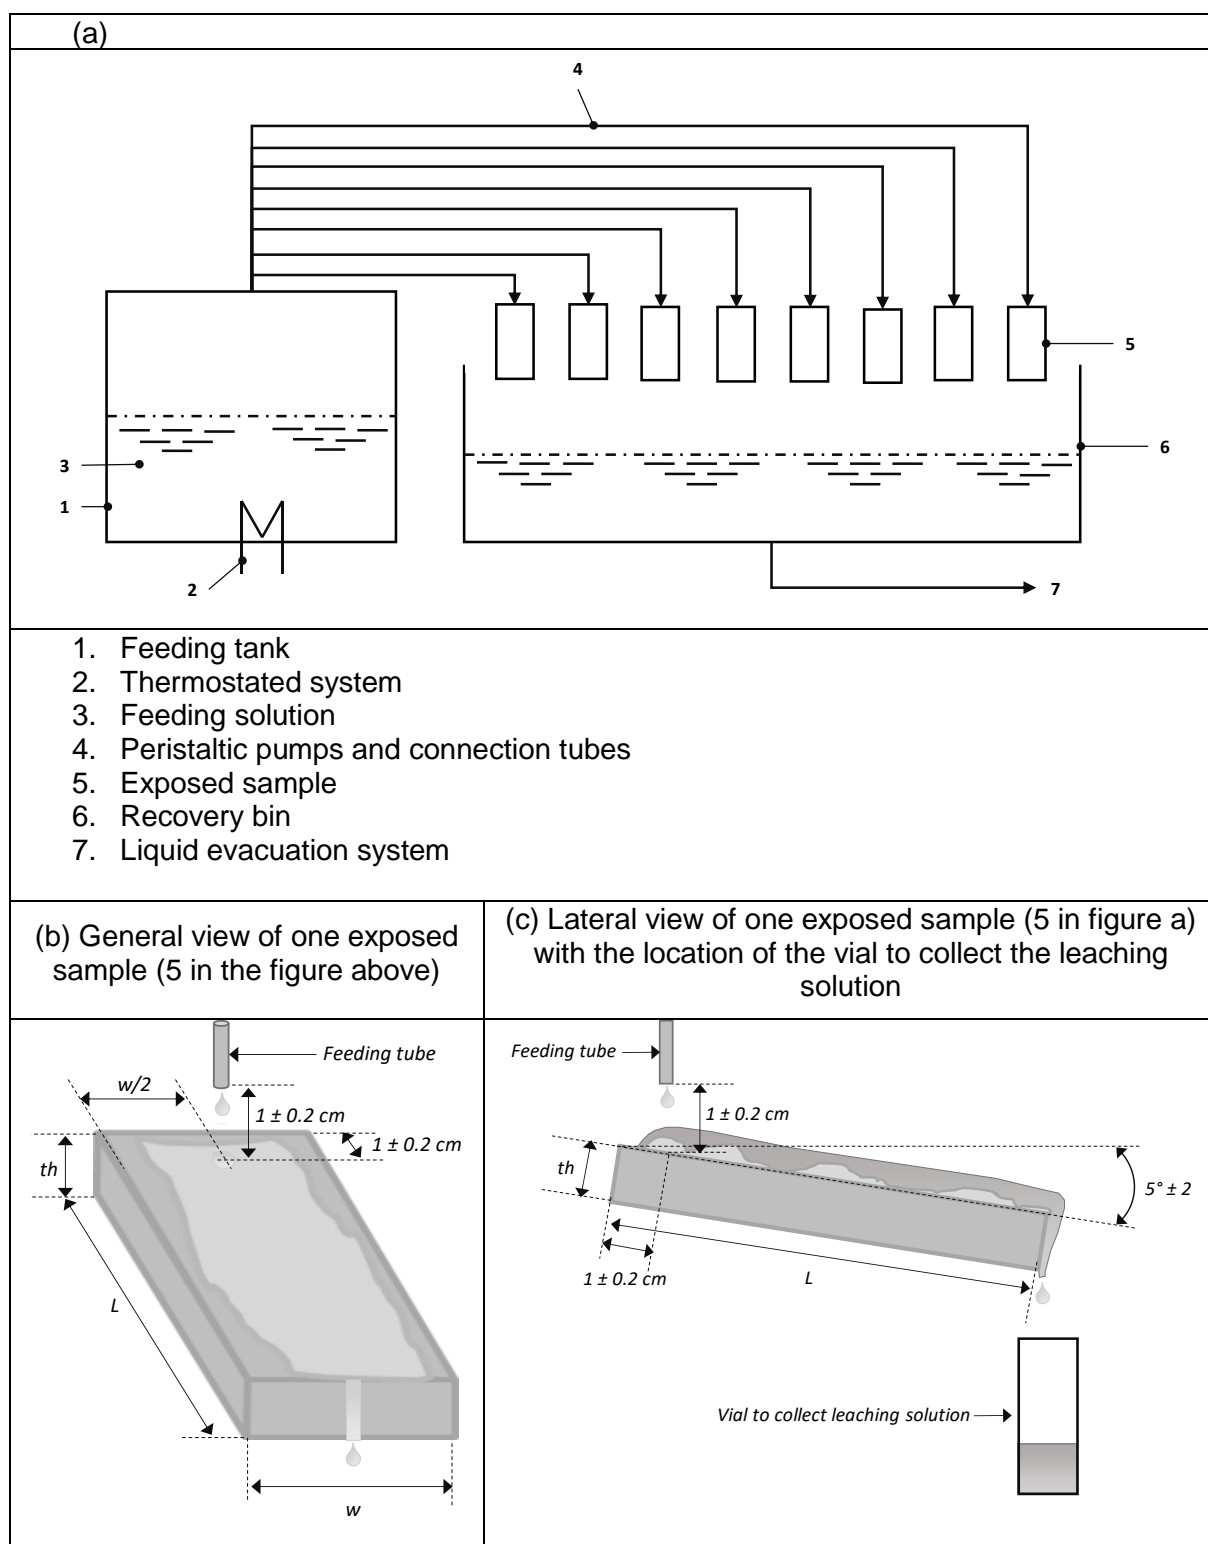 (a)
4
5
3
6
1
2
7
1. Feeding tank
2. Thermostated system
3. Feeding solution
4. Peristaltic pumps and connection tubes
5. Exposed sample
6. Recovery bin
7. Liquid evacuation system
(b) General view of one exposed
sample (5 in the figure above)
(c) Lateral view of one exposed sample (5 in figure a)
with the location of the vial to collect the leaching
solution
Feeding tube
w/2
1 ± 0.2 cm
1 ± 0.2 cm
th
L
w
Feeding tube
1 ± 0.2 cm
th
5° ± 2
1 ± 0.2 cm
L
Vial to collect leaching solution